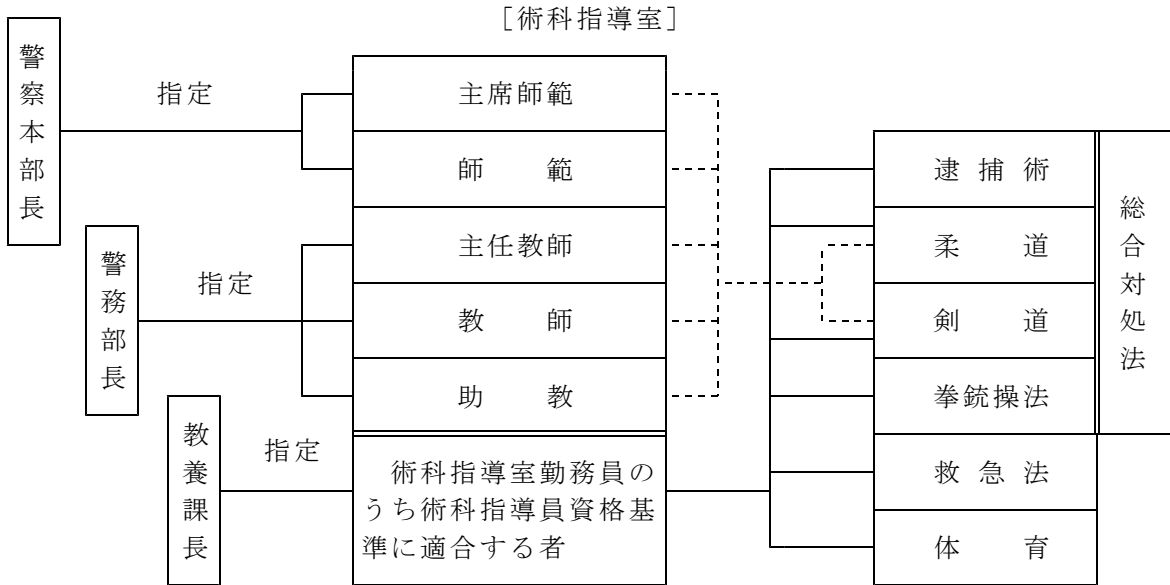 ［術科指導室］
警察本部長
指定
主席師範
師範
警務部長
指定
主任教師
教師
助教
教養課長
指定
術科指導室勤務員の
うち術科指導員資格基
準に適合する者
逮捕術
柔道
剣道
拳銃操法
救急法
体育
総合対処法